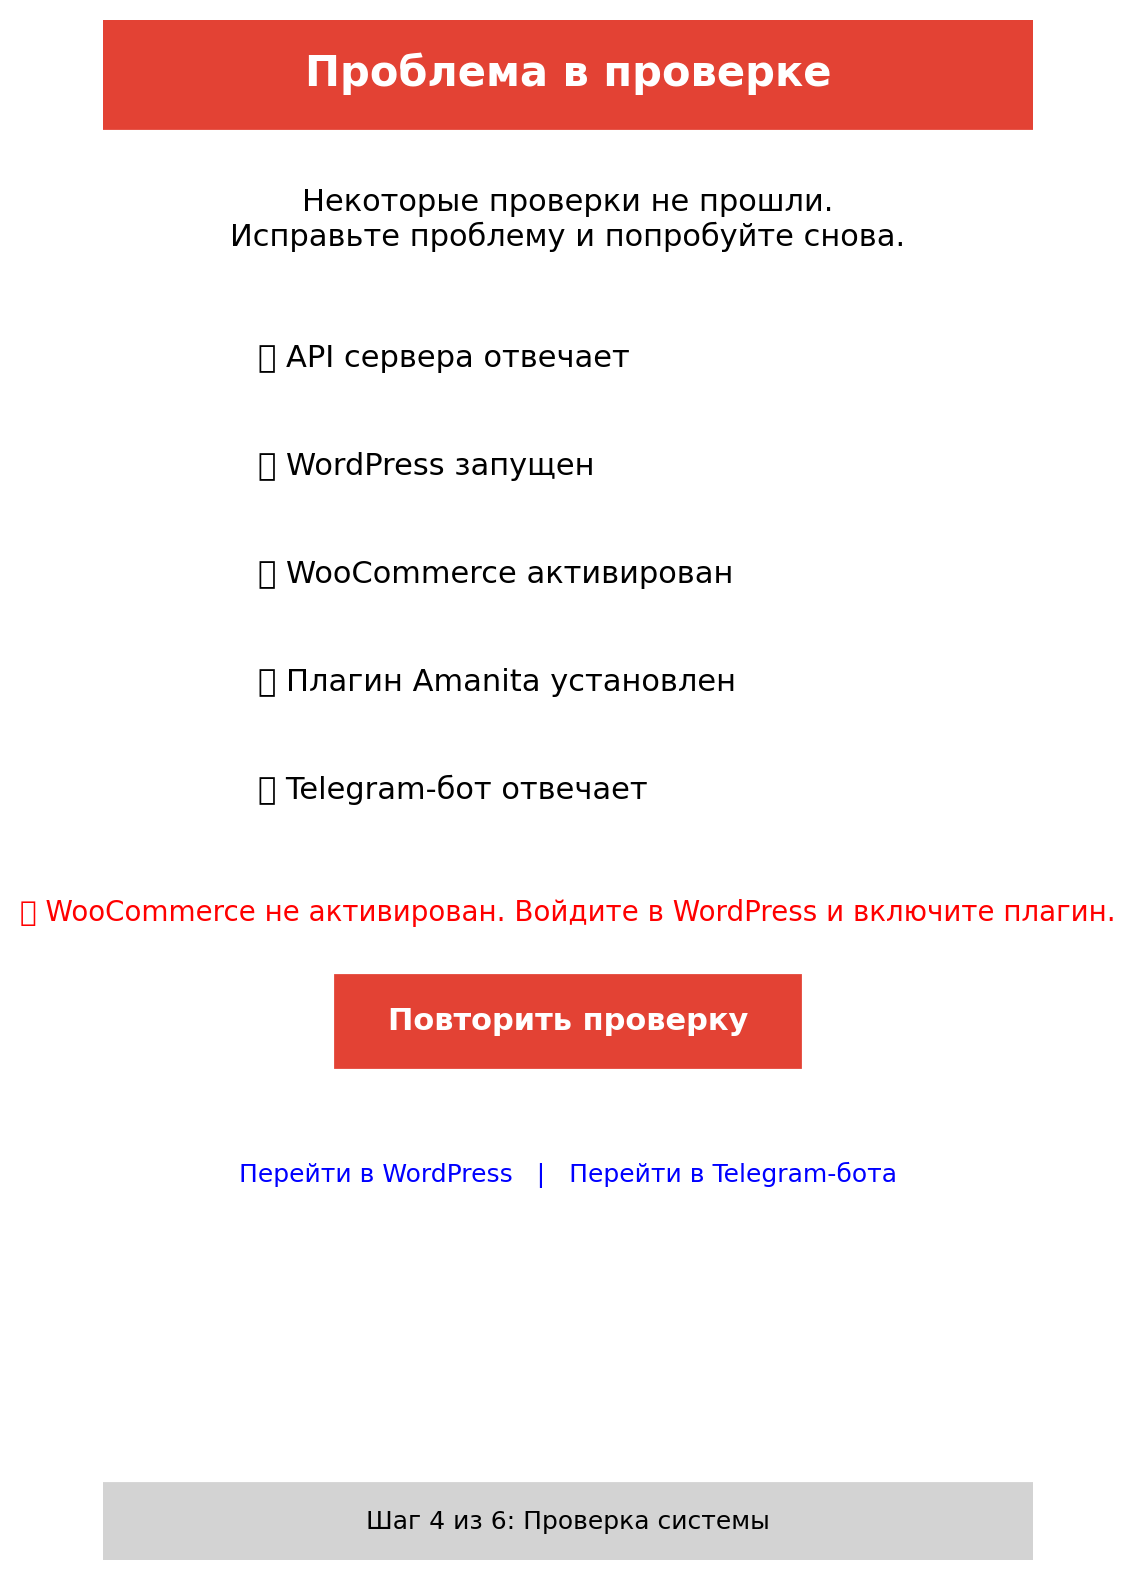 Проблема в проверке
Некоторые проверки не прошли.
Исправьте проблему и попробуйте снова.
API сервера отвечает
WordPress запущен
WooCommerce активирован
Плагин Amanita установлен
Telegram-бот отвечает
WooCommerce не активирован. Войдите в WordPress и включите плагин.
Повторить проверку
Перейти в WordPress | Перейти в Telegram-бота
Шаг 4 из 6: Проверка системы